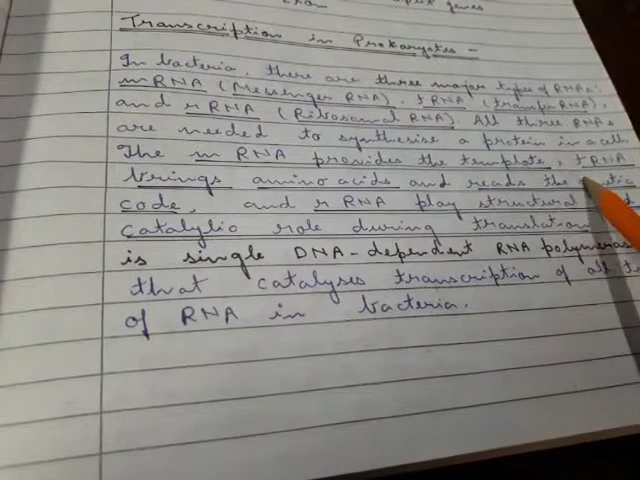 Transcription in Prokaryotes -
In bacteria, there are three major types of RNAs:
mRNA (Messenger RNA), tRNA (transfer RNA),
and rRNA (Ribosomal RNA). All three RNAs
are needed to synthesise a protein in a cell.
The mRNA provides the template, tRNA
brings amino acids and reads the
code, and rRNA play structural
catalytic role during translation
is single DNA-dependent RNA polymeras
that catalyses transcription of all
of RNA in bacteria.